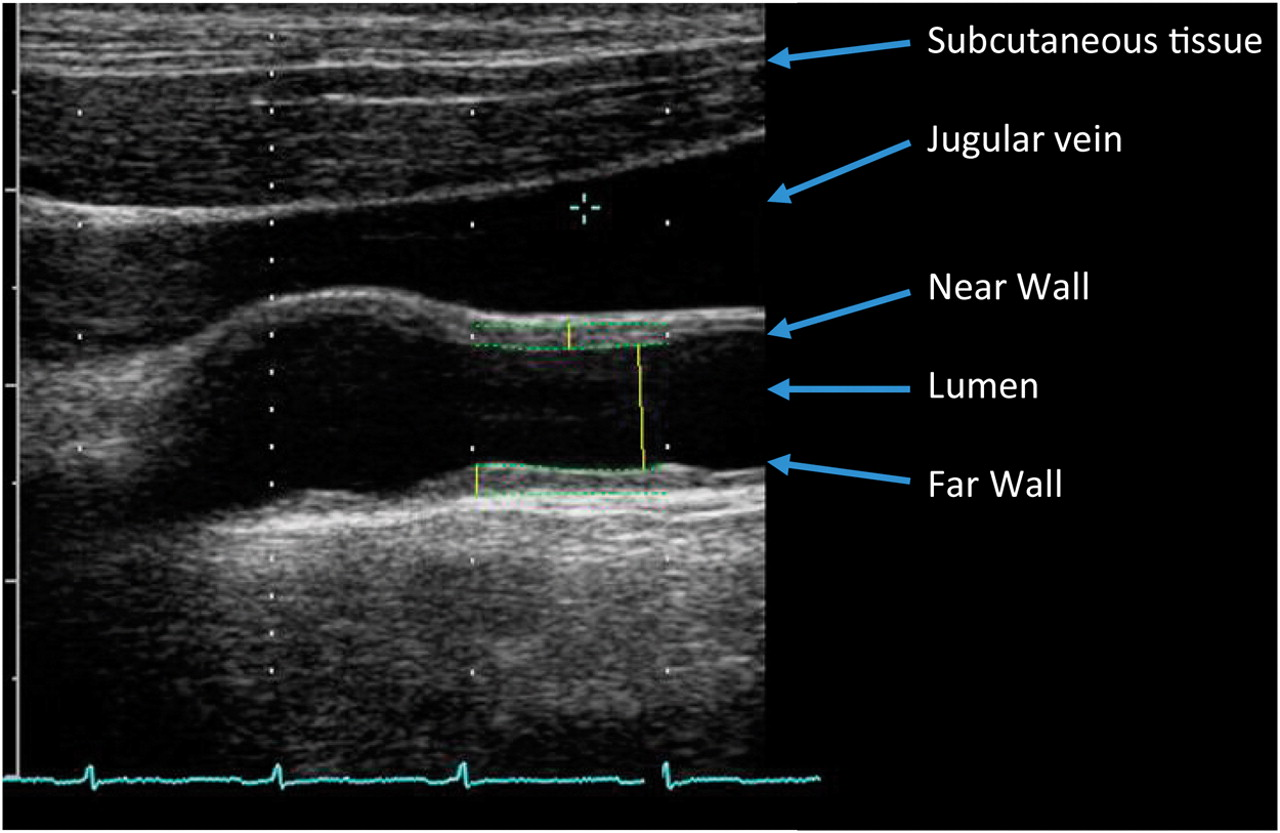 Subcutaneous tissue
Jugular vein
Near Wall
Lumen
Far Wall